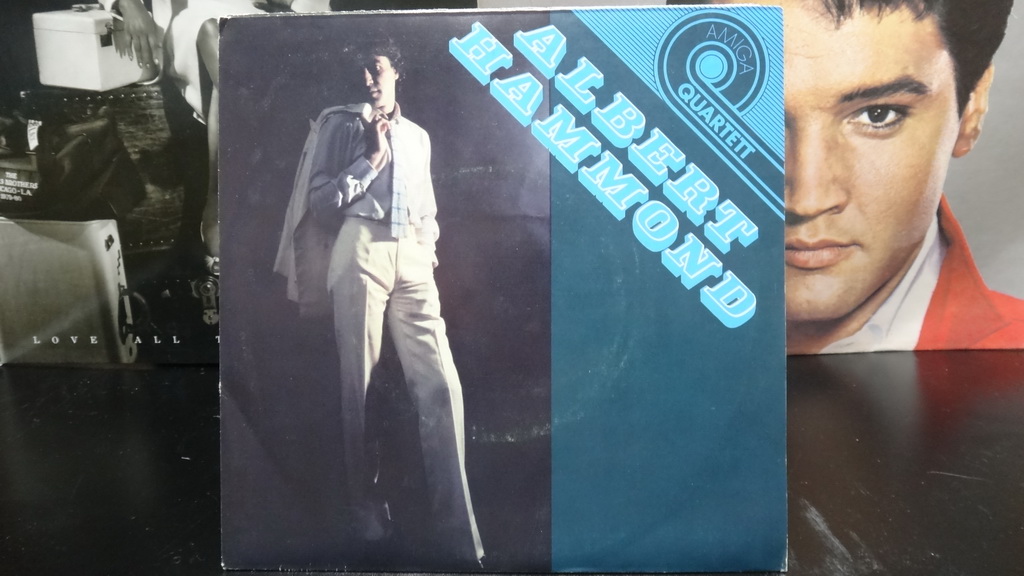 ALBERT
HAMMOND
AMIGA
QUARTETT
LOVE ALL